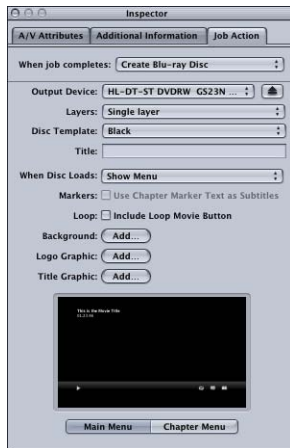 Inspector
A/V Attributes Additional Information Job Action
When job completes: Create Blu-ray Disc
Output Device: HL-DT-ST DVDRW GS23N ...
Layers: Single layer
Disc Template: Black
Title:
When Disc Loads: Show Menu
Markers: Use Chapter Marker Text as Subtitles
Loop: Include Loop Movie Button
Background: Add...
Logo Graphic: Add...
Title Graphic: Add...
This is the Movie Title
Main Menu Chapter Menu